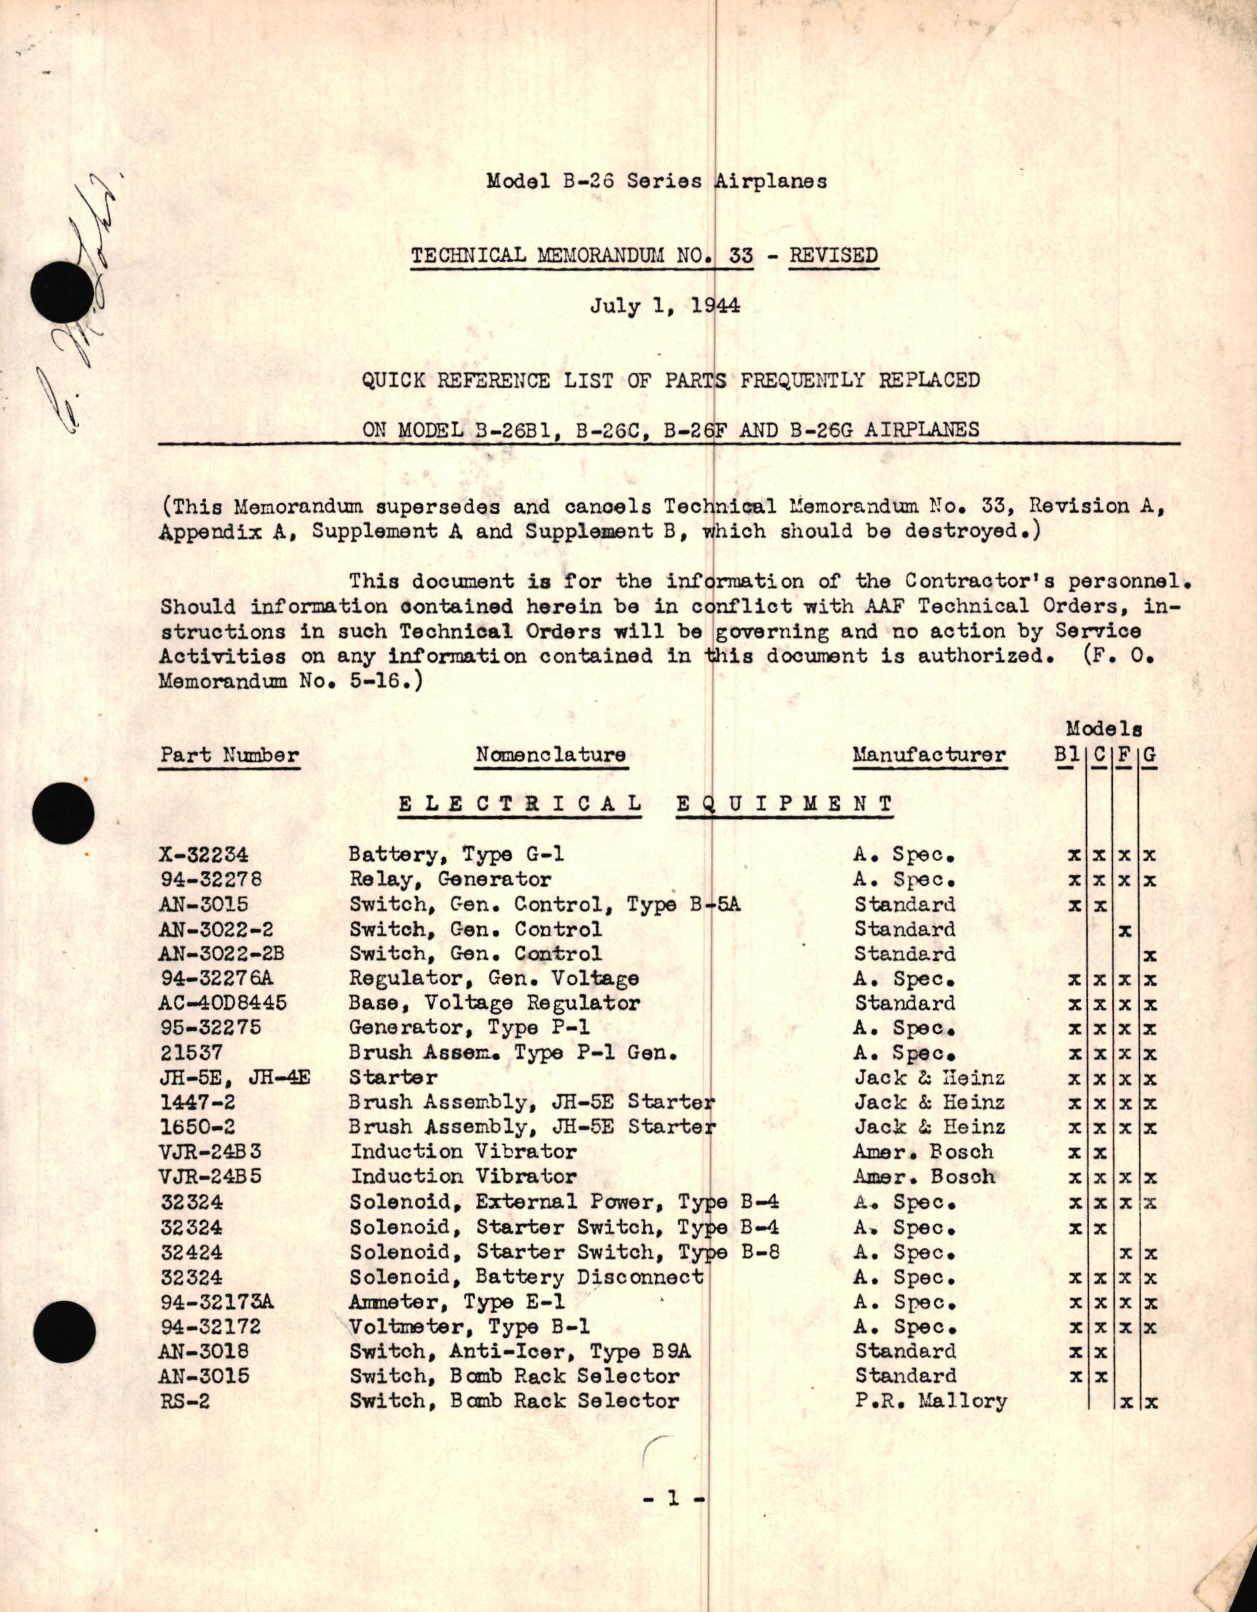 Model B-26 Series Airplanes
TECHNICAL MEMORANDUM NO. 33 - REVISED
July 1, 1944
QUICK REFERENCE LIST OF PARTS FREQUENTLY REPLACED
ON MODEL B-26B1, B-26C, B-26F AND B-26G AIRPLANES
(This Memorandum supersedes and cancels Technical Memorandum No. 33, Revision A,
Appendix A, Supplement A and Supplement B, which should be destroyed.)
This document is for the information of the Contractor's personnel.
Should information contained herein be in conflict with AAF Technical Orders, in-
structions in such Technical Orders will be governing and no action by Service
Activities on any information contained in this document is authorized. (F. O.
Memorandum No. 5-16.)
Models
Part Number Nomenclature Manufacturer B1 C F G
ELECTRICAL EQUIPMENT
X-32234 Battery, Type G-1 A. Spec. x x x x
94-32278 Relay, Generator A. Spec. x x x x
AN-3015 Switch, Gen. Control, Type B-5A Standard x x
AN-3022-2 Switch, Gen. Control Standard x
AN-3022-2B Switch, Gen. Control Standard x
94-32276A Regulator, Gen. Voltage A. Spec. x x x x
AC-40D8445 Base, Voltage Regulator Standard x x x x
95-32275 Generator, Type P-1 A. Spec. x x x x
21537 Brush Assem. Type P-1 Gen. A. Spec. x x x x
JH-5E, JH-4E Starter Jack & Heinz x x x x
1447-2 Brush Assembly, JH-5E Starter Jack & Heinz x x x x
1650-2 Brush Assembly, JH-5E Starter Jack & Heinz x x x x
VJR-24B3 Induction Vibrator Amer. Bosch x x
VJR-24B5 Induction Vibrator Amer. Bosch x x x x
32324 Solenoid, External Power, Type B-4 A. Spec. x x x x
32324 Solenoid, Starter Switch, Type B-4 A. Spec. x x
32424 Solenoid, Starter Switch, Type B-8 A. Spec. x x
32324 Solenoid, Battery Disconnect A. Spec. x x x x
94-32173A Ammeter, Type E-1 A. Spec. x x x x
94-32172 Voltmeter, Type B-1 A. Spec. x x x x
AN-3018 Switch, Anti-Icer, Type B9A Standard x x
AN-3015 Switch, Bomb Rack Selector Standard x x
RS-2 Switch, Bomb Rack Selector P.R. Mallory x x
- 1 -